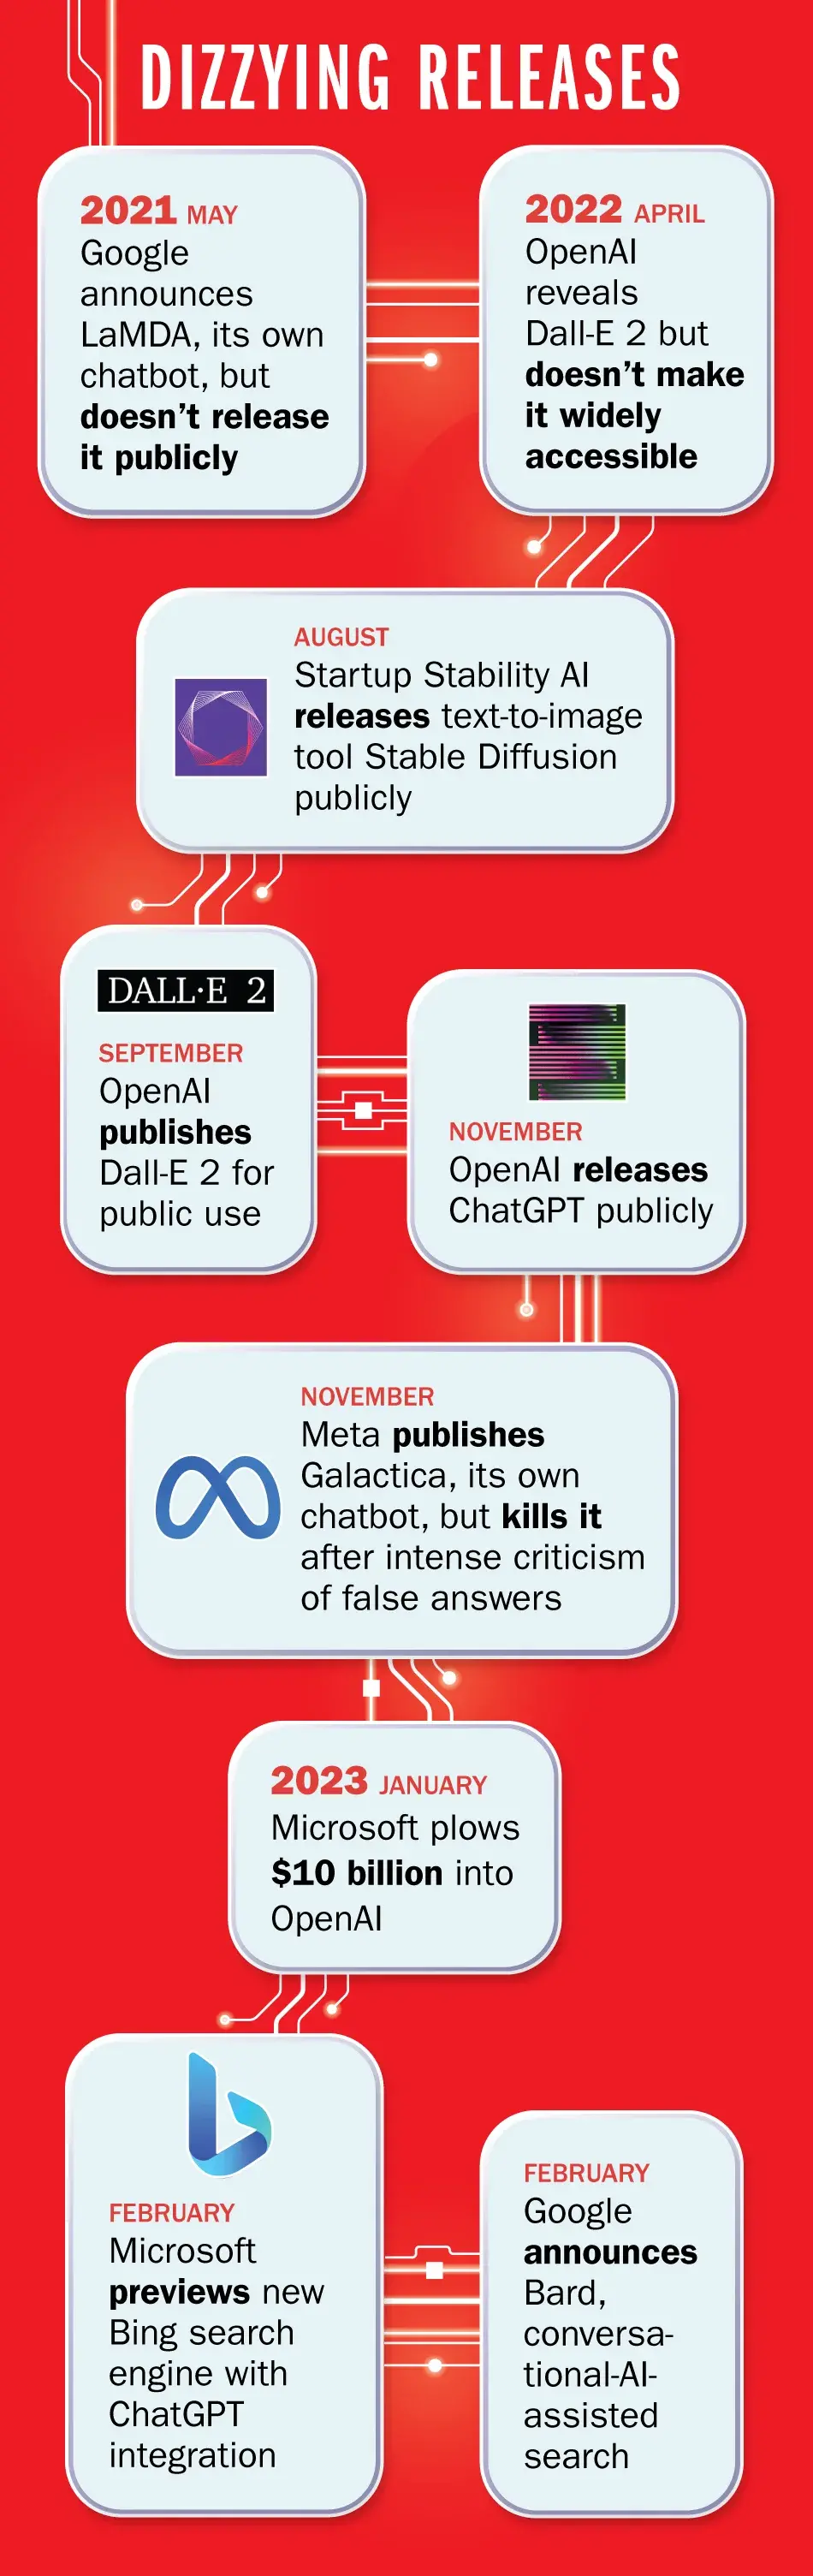 DIZZYING RELEASES
2021 MAY
Google
announces
LaMDA, its own
chatbot, but
doesn't release
it publicly
2022 APRIL
OpenAI
reveals
Dall-E 2 but
doesn't make
it widely
accessible
AUGUST
Startup Stability AI
releases text-to-image
tool Stable Diffusion
publicly
DALL·E 2
SEPTEMBER
OpenAI
publishes
Dall-E 2 for
public use
NOVEMBER
OpenAI releases
ChatGPT publicly
NOVEMBER
Meta publishes
Galactica, its own
chatbot, but kills it
after intense criticism
of false answers
2023 JANUARY
Microsoft plows
$10 billion into
OpenAI
FEBRUARY
Microsoft
previews new
Bing search
engine with
ChatGPT
integration
FEBRUARY
Google
announces
Bard,
conversa-
tional-AI-
assisted
search